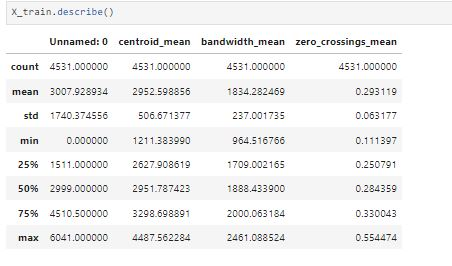 X_train.describe()
Unnamed: 0 centroid_mean bandwidth_mean zero_crossings_mean
count 4531.000000 4531.000000 4531.000000 4531.000000
mean 3007.928934 2952.598856 1834.282469 0.293119
std 1740.374556 506.671377 237.001735 0.063177
min 0.000000 1211.383990 964.516766 0.111397
25% 1511.000000 2627.908619 1709.002165 0.250791
50% 2999.000000 2951.787423 1888.433900 0.284359
75% 4510.500000 3298.698891 2000.063184 0.330043
max 6041.000000 4487.562284 2461.088524 0.554474